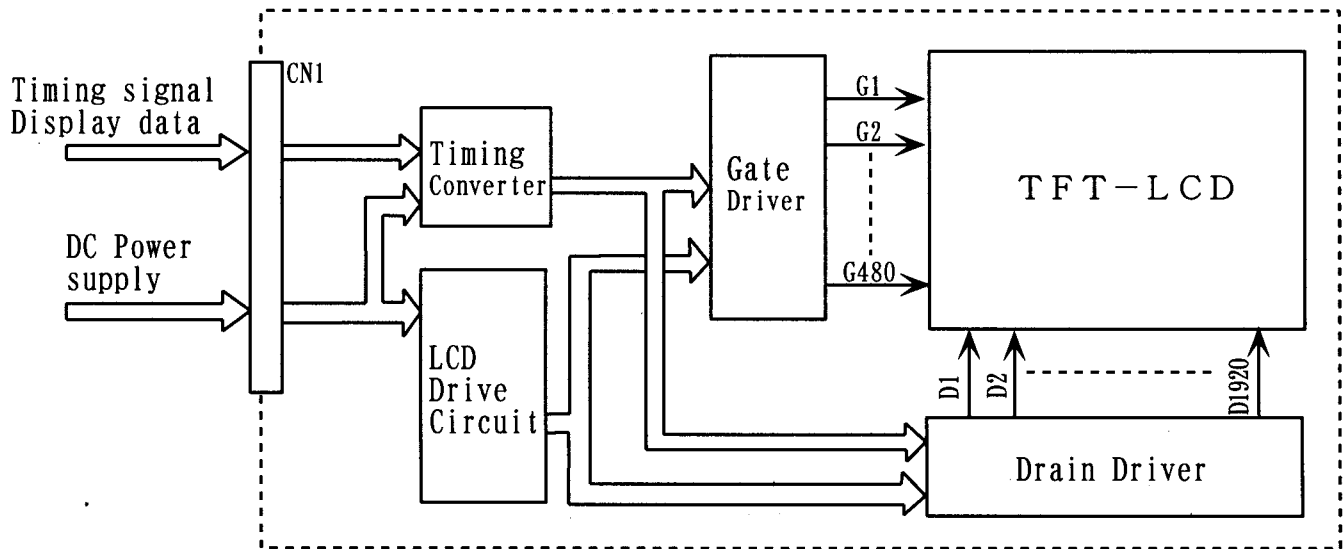 Timing signal
Display data
DC Power
supply
CN1
Timing
Converter
LCD
Drive
Circuit
Gate
Driver
G1
G2
G480
TFT-LCD
D1
D2
D1920
Drain Driver